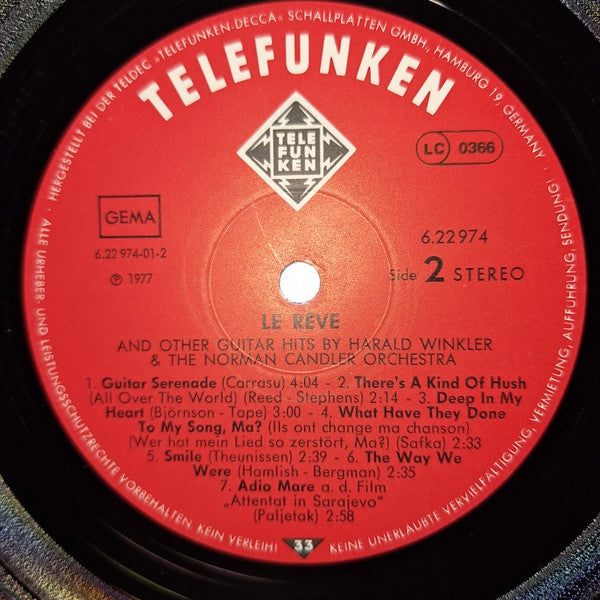 HERGESTELLT BEI DER TELDEC »TELEFUNKEN-DECCA« SCHALLPLATTEN GMBH., HAMBURG 19, GERMANY
TELEFUNKEN
TELE
FUN
KEN
LC 0366
GEMA
6.22 974-01-2
℗ 1977
6.22974
Side 2 STEREO
LE REVE
AND OTHER GUITAR HITS BY HARALD WINKLER
& THE NORMAN CANDLER ORCHESTRA
1. Guitar Serenade (Carrasu) 4:04 - 2. There's A Kind Of Hush
(All Over The World) (Reed - Stephens) 2:14 - 3. Deep In My
Heart (Björnson - Tape) 3:00 - 4. What Have They Done
To My Song, Ma? (Ils ont change ma chanson)
(Wer hat mein Lied so zerstört, Ma?) (Safka) 2:33
5. Smile (Theunissen) 2:39 - 6. The Way We
Were (Hamlish - Bergman) 2:35
7. Adio Mare a. d. Film
„Attentat in Sarajevo"
(Paljetak) 2:58
33
ALLE URHEBER- UND LEISTUNGSSCHUTZRECHTE VORBEHALTEN. KEIN VERLEIH! KEINE UNERLAUBTE VERVIELFÄLTIGUNG, VERMIETUNG, AUFFÜHRUNG, SENDUNG!